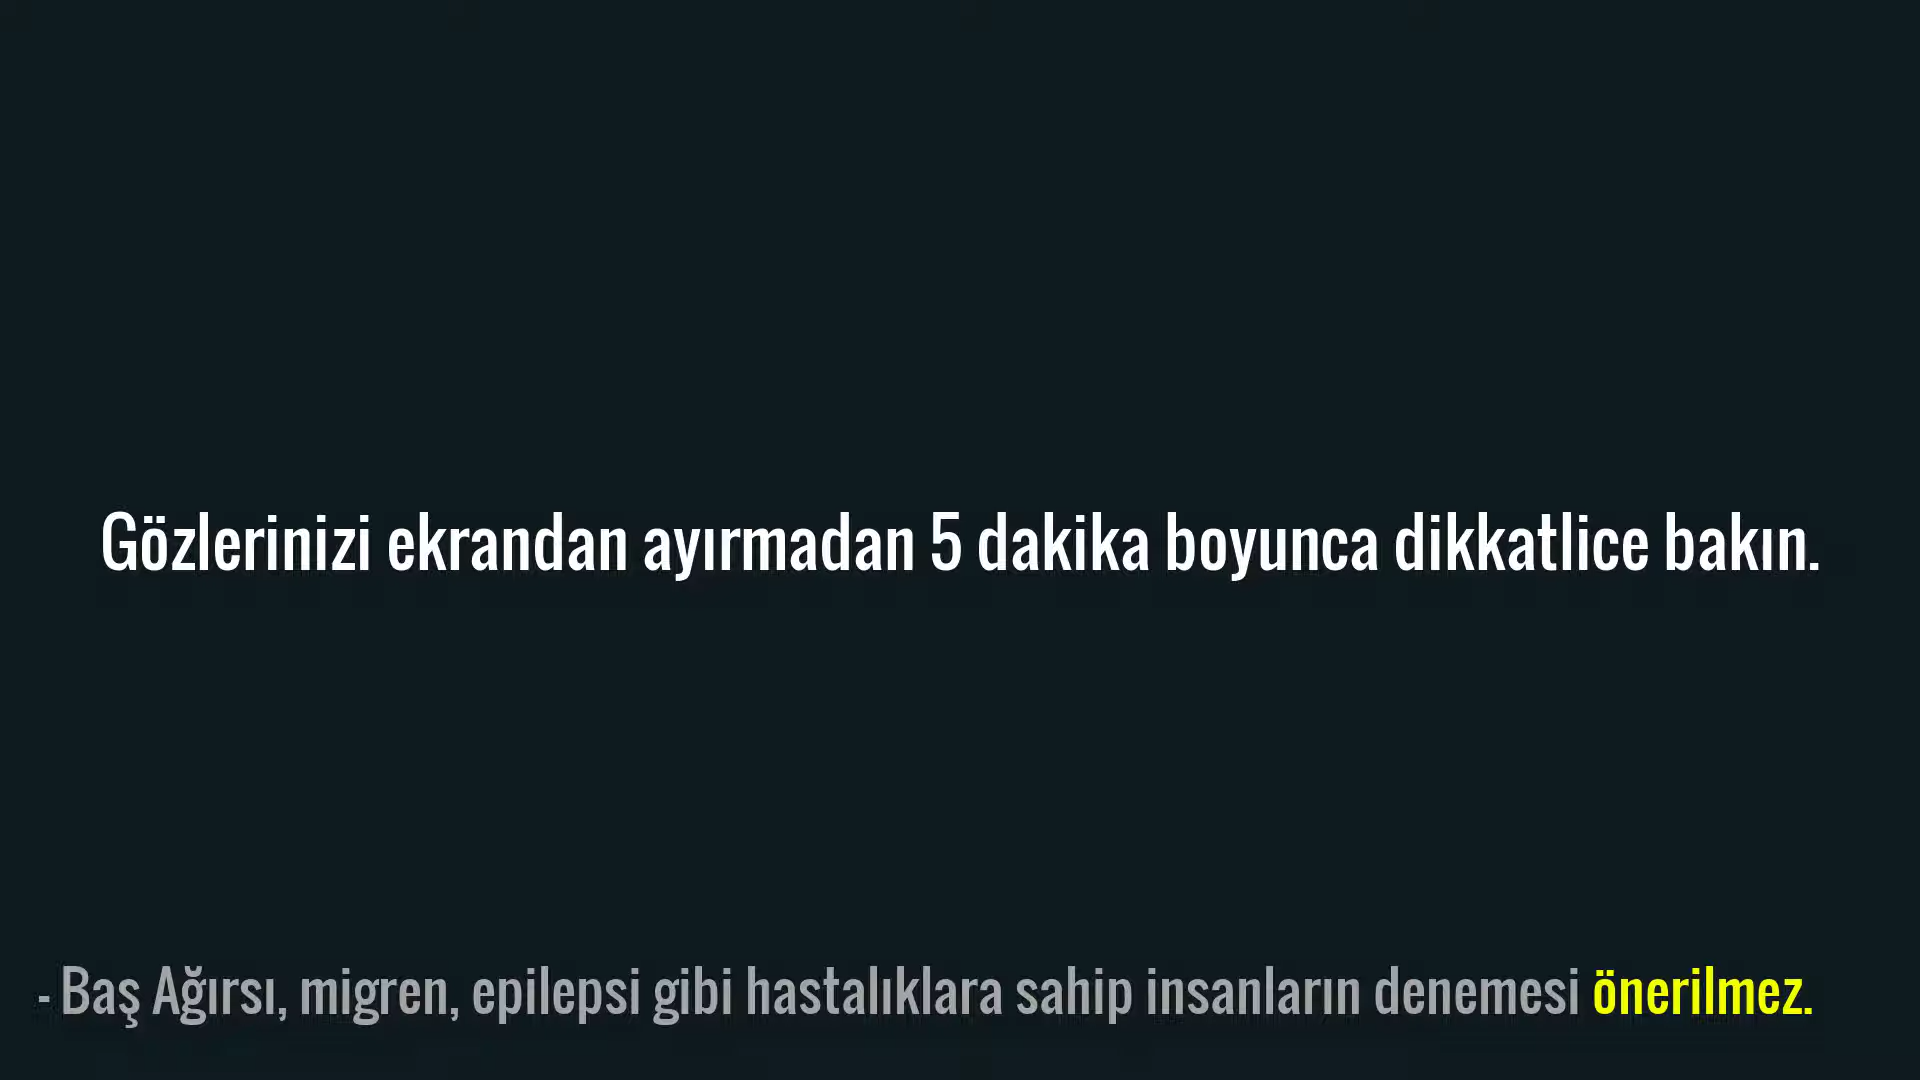 Gözlerinizi ekrandan ayırmadan 5 dakika boyunca dikkatlice bakın.
- Baş Ağırsı, migren, epilepsi gibi hastalıklara sahip insanların denemesi önerilmez.